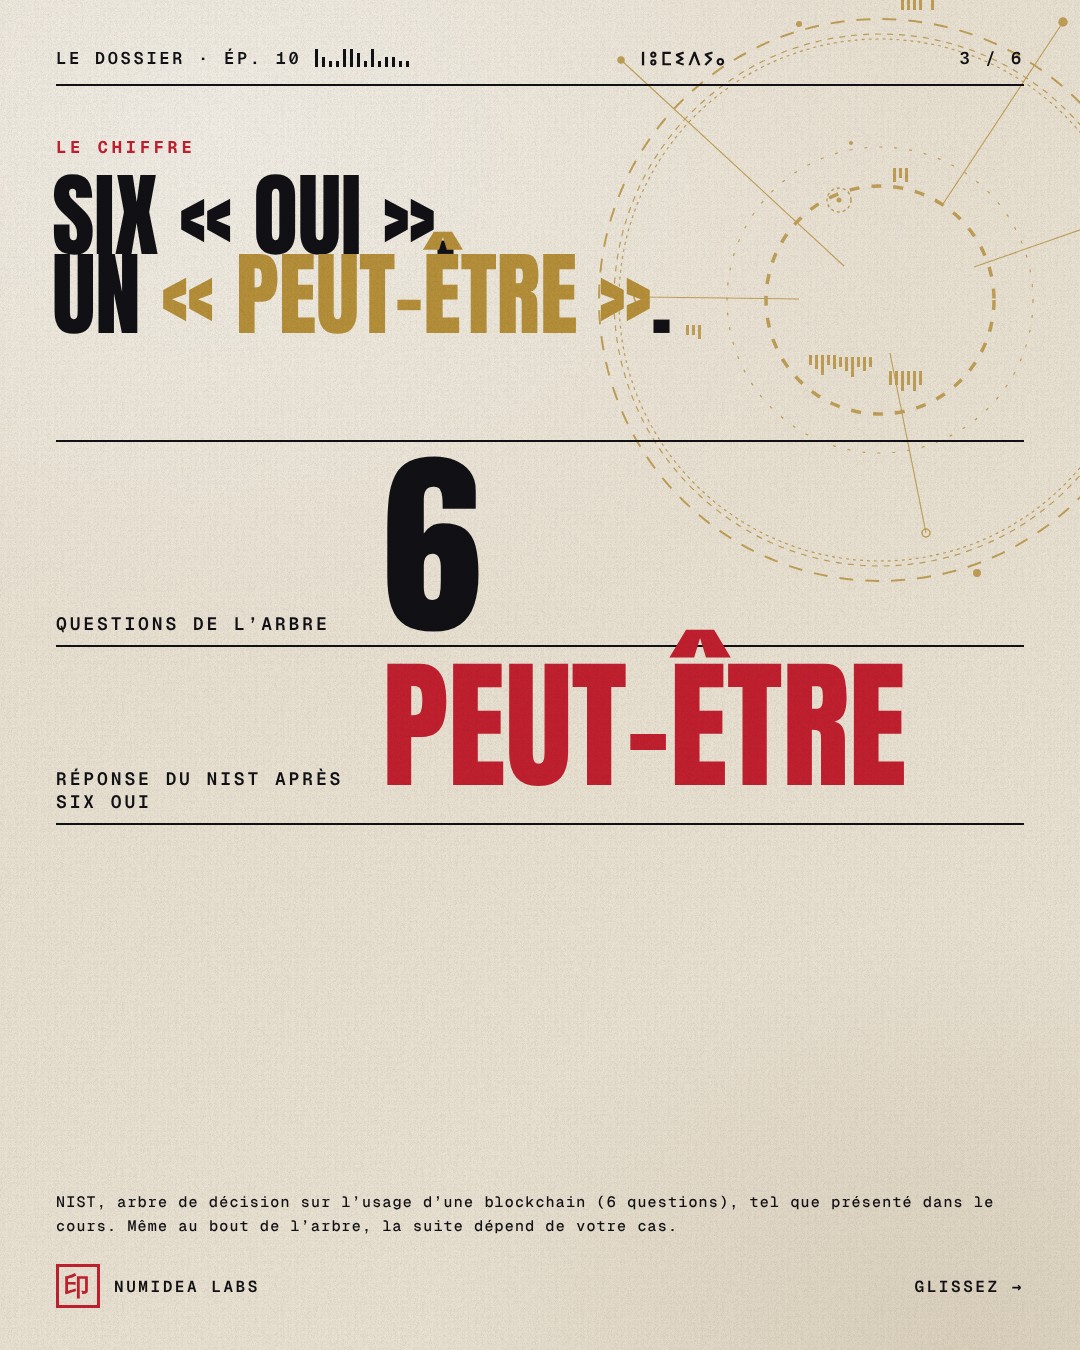 LE DOSSIER · ÉP. 10
ⵏⵓⵎⵉⴷⵢⴰ
3 / 6
LE CHIFFRE
SIX « OUI »,
UN « PEUT-ÊTRE ».
6
QUESTIONS DE L’ARBRE
PEUT-ÊTRE
RÉPONSE DU NIST APRÈS
SIX OUI
NIST, arbre de décision sur l’usage d’une blockchain (6 questions), tel que présenté dans le
cours. Même au bout de l’arbre, la suite dépend de votre cas.
印
NUMIDEA LABS
GLISSEZ →